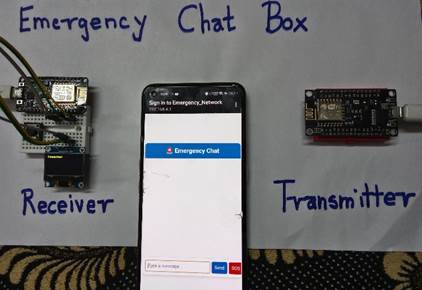 Emergency Chat Box
Sign in to Emergency_Network
Emergency Chat
Type a message
Send
SOS
Receiver
Transmitter